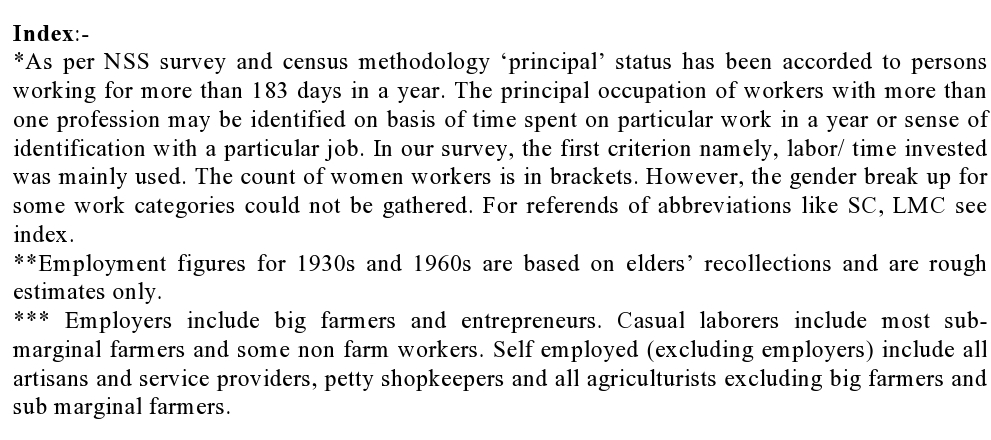 Index:-
*As per NSS survey and census methodology ‘principal’ status has been accorded to persons
working for more than 183 days in a year. The principal occupation of workers with more than
one profession may be identified on basis of time spent on particular work in a year or sense of
identification with a particular job. In our survey, the first criterion namely, labor/ time invested
was mainly used. The count of women workers is in brackets. However, the gender break up for
some work categories could not be gathered. For referends of abbreviations like SC, LMC see
index.
**Employment figures for 1930s and 1960s are based on elders’ recollections and are rough
estimates only.
*** Employers include big farmers and entrepreneurs. Casual laborers include most sub-
marginal farmers and some non farm workers. Self employed (excluding employers) include all
artisans and service providers, petty shopkeepers and all agriculturists excluding big farmers and
sub marginal farmers.